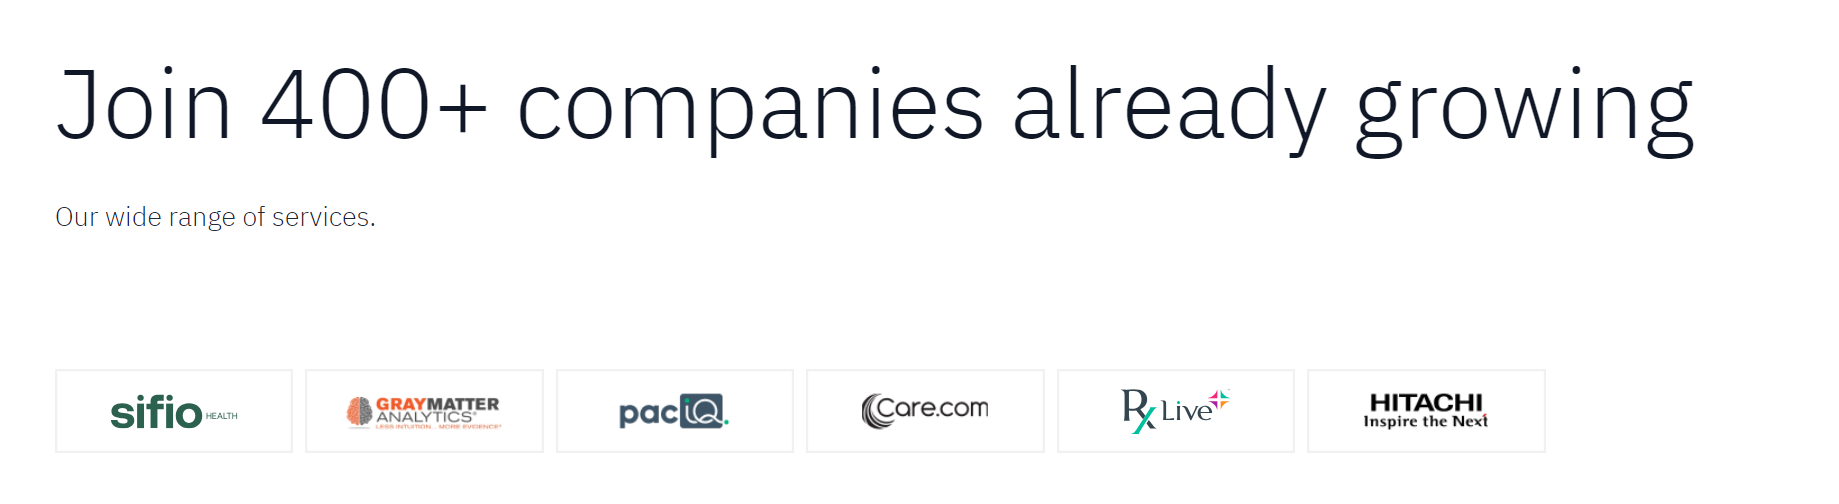 Join 400+ companies already growing
Our wide range of services.
sifio HEALTH
GRAYMATTER
ANALYTICS®
LESS INTUITION... MORE EVIDENCE®
paciQ.
Care.com
Rx Live
HITACHI
Inspire the Next